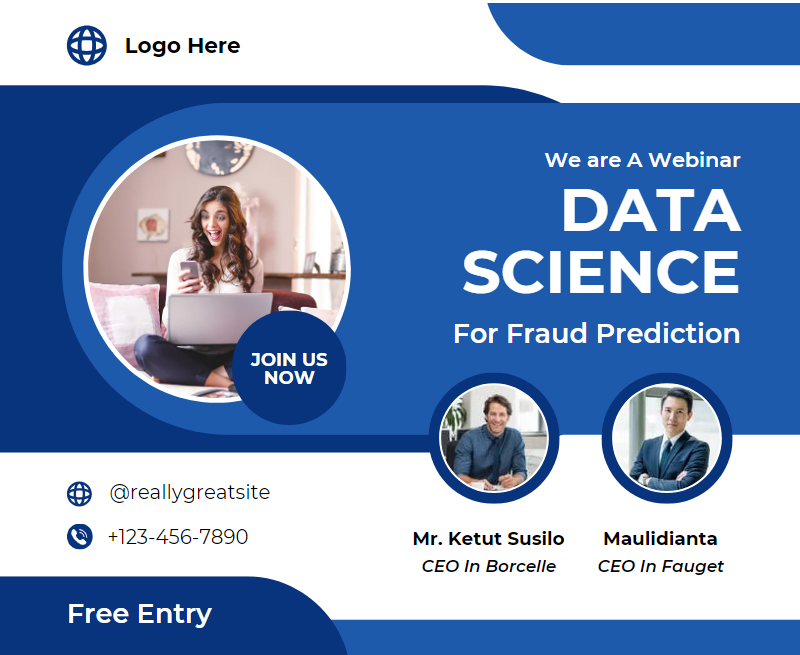 Logo Here
We are A Webinar
DATA
SCIENCE
For Fraud Prediction
JOIN US
NOW
@reallygreatsite
+123-456-7890
Mr. Ketut Susilo
CEO In Borcelle
Maulidianta
CEO In Fauget
Free Entry